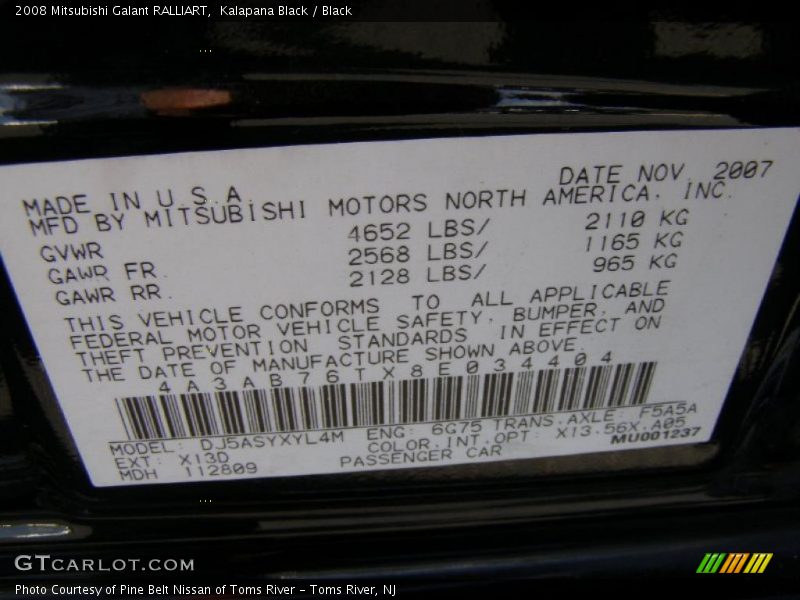 2008 Mitsubishi Galant RALLIART,  Kalapana Black / Black
DATE NOV. 2007
MADE IN U.S.A.
MFD BY MITSUBISHI MOTORS NORTH AMERICA, INC.
GVWR 4652 LBS/ 2110 KG
GAWR FR. 2568 LBS/ 1165 KG
GAWR RR. 2128 LBS/ 965 KG
THIS VEHICLE CONFORMS TO ALL APPLICABLE
FEDERAL MOTOR VEHICLE SAFETY, BUMPER, AND
THEFT PREVENTION STANDARDS IN EFFECT ON
THE DATE OF MANUFACTURE SHOWN ABOVE.
4A3AB76TX8E034404
MODEL: DJ5ASYXYL4M ENG: 6G75 TRANS.AXLE: F5A5A
EXT: X13D COLOR.INT.OPT: X13.56X.A05
MDH 112809 PASSENGER CAR MU001237
GTCARLOT.COM
Photo Courtesy of Pine Belt Nissan of Toms River - Toms River, NJ